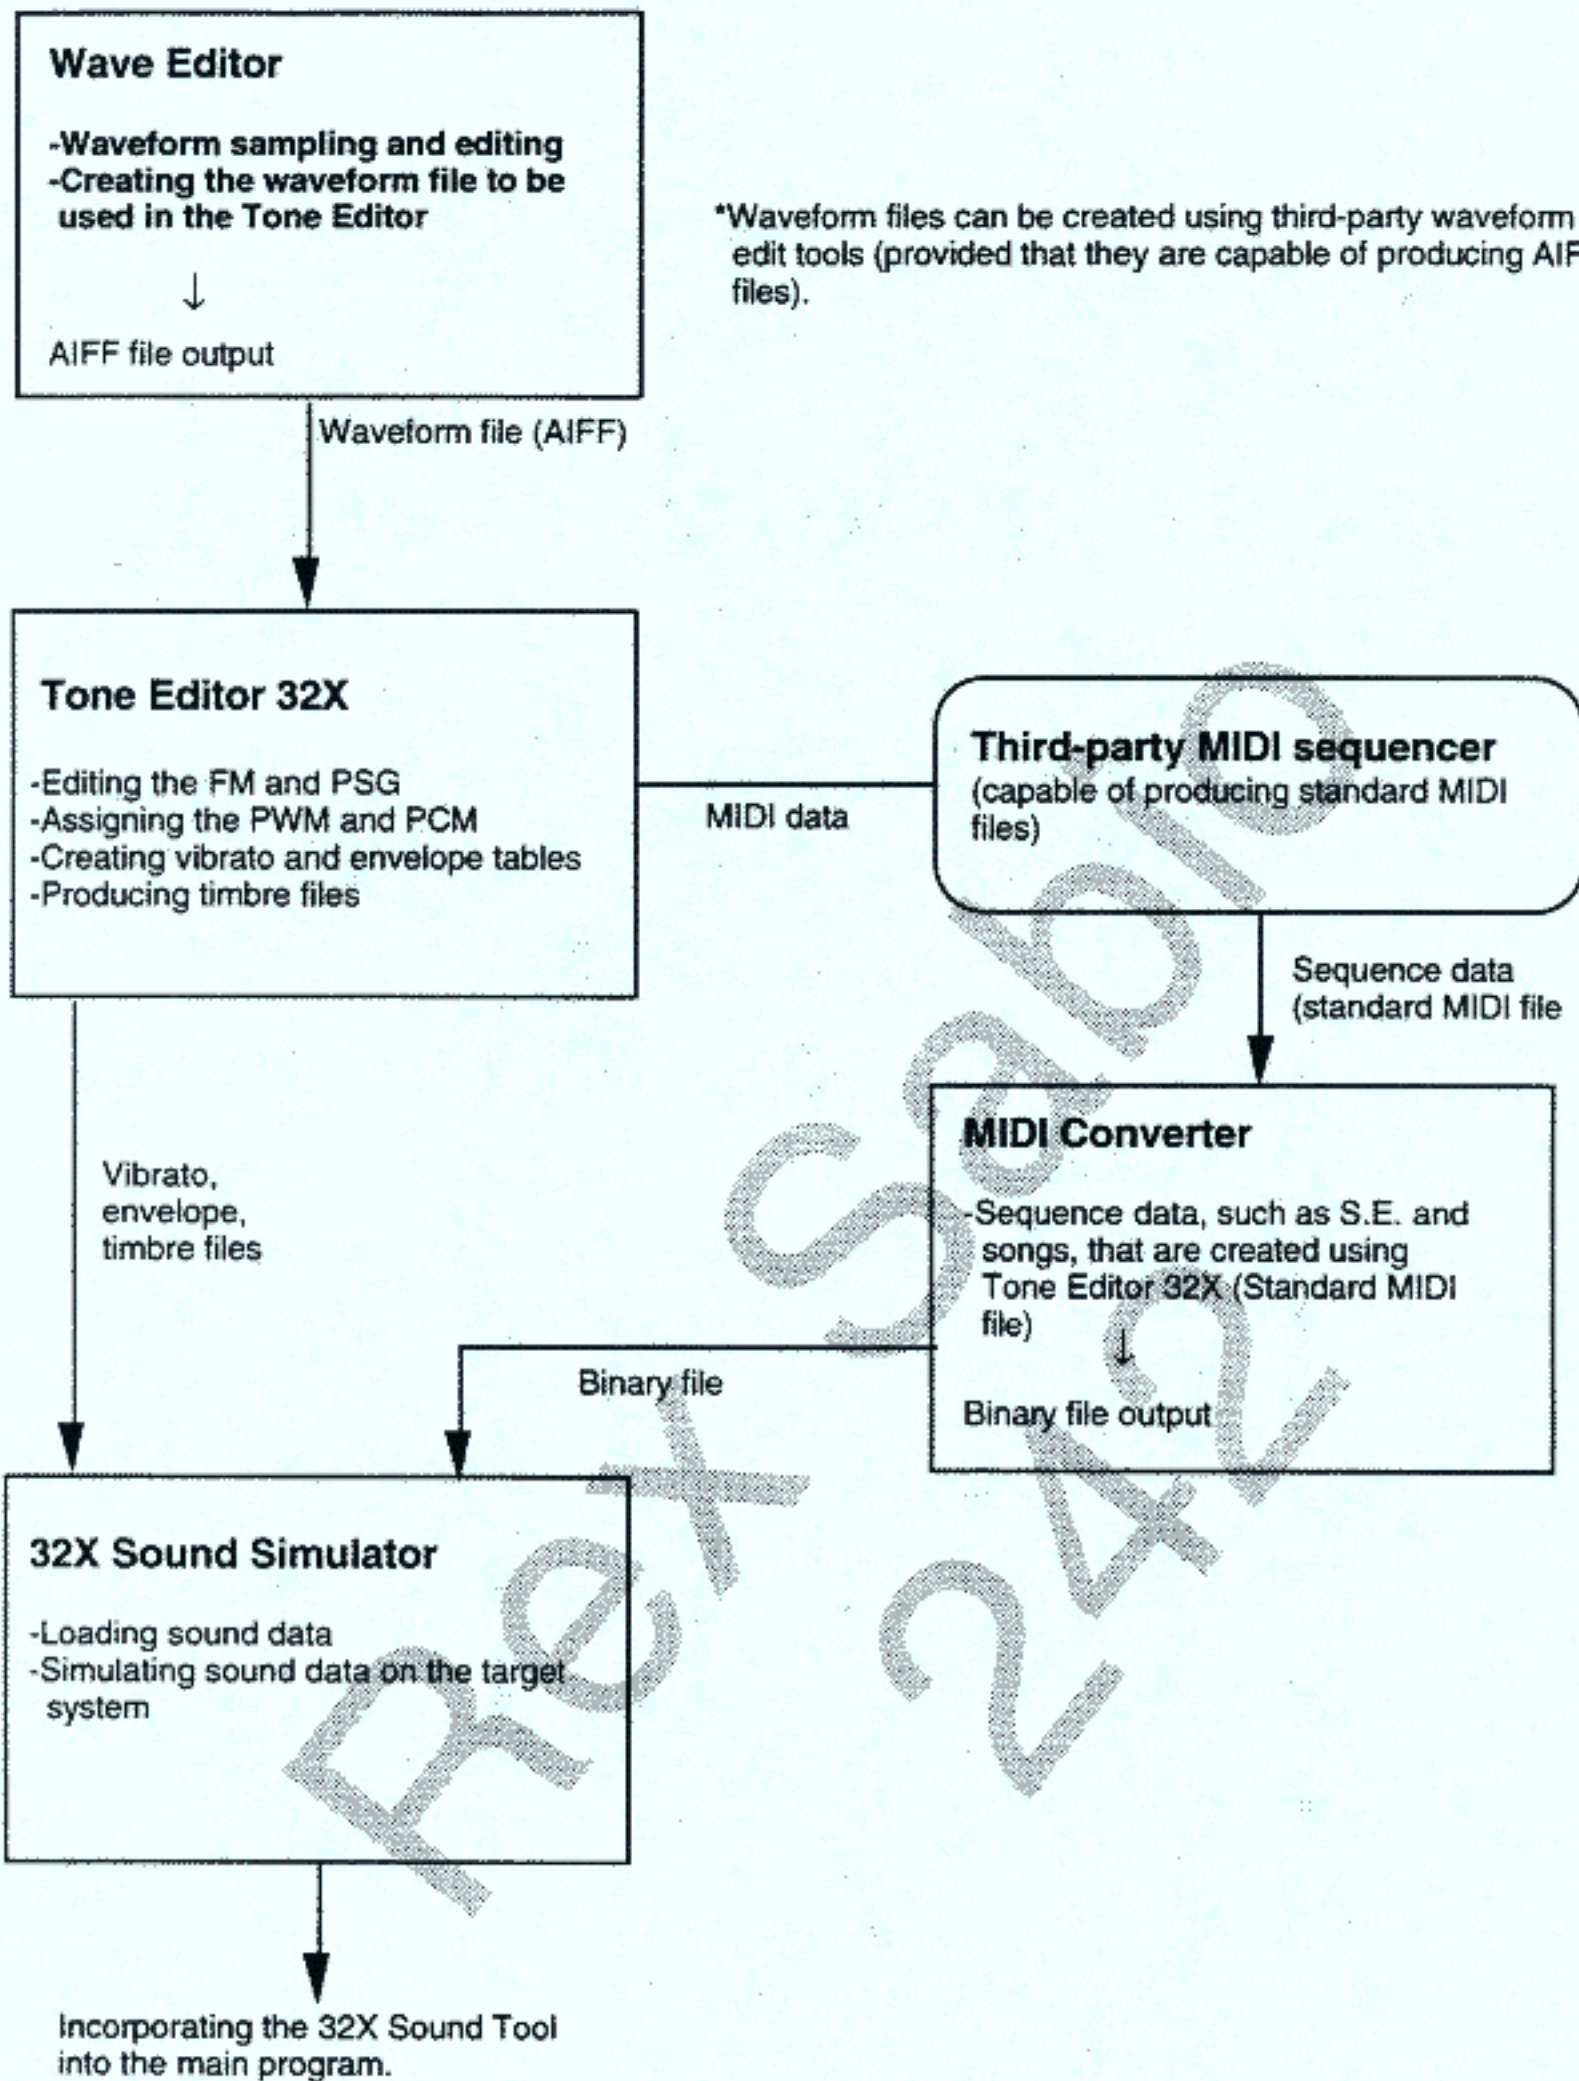 Wave Editor
-Waveform sampling and editing
-Creating the waveform file to be
used in the Tone Editor
↓
AIFF file output
*Waveform files can be created using third-party waveform
edit tools (provided that they are capable of producing AIF
files).
Waveform file (AIFF)
Tone Editor 32X
-Editing the FM and PSG
-Assigning the PWM and PCM
-Creating vibrato and envelope tables
-Producing timbre files
MIDI data
Third-party MIDI sequencer
(capable of producing standard MIDI
files)
Sequence data
(standard MIDI file
Vibrato,
envelope,
timbre files
MIDI Converter
-Sequence data, such as S.E. and
songs, that are created using
Tone Editor 32X (Standard MIDI
file)
↓
Binary file output
Binary file
32X Sound Simulator
-Loading sound data
-Simulating sound data on the target
system
Incorporating the 32X Sound Tool
into the main program.
Rex Sabio
242